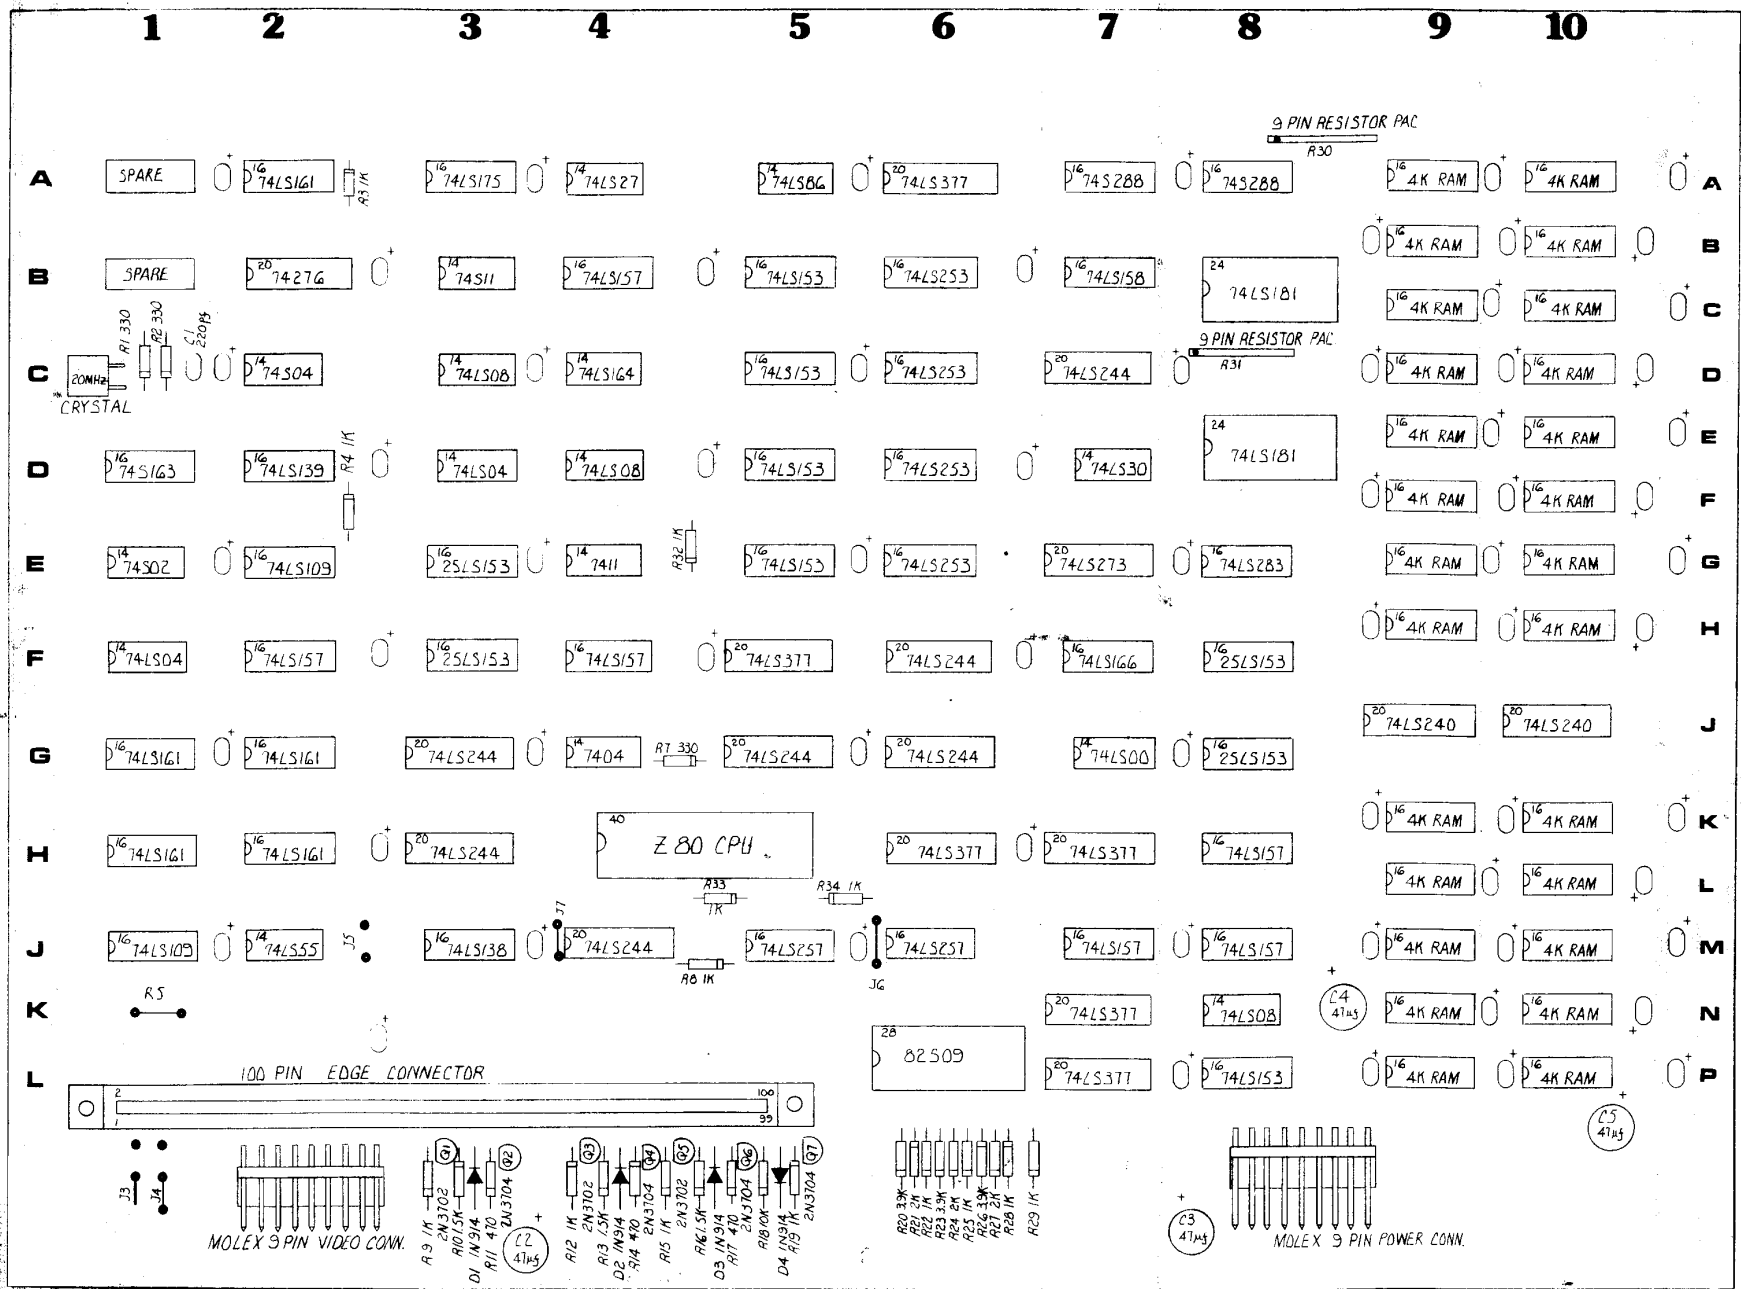 1 2 3 4 5 6 7 8 9 10
9 PIN RESISTOR PAC
R30
A SPARE 16 74LS161 R3 1K 16 74LS175 14 74LS27 14 74LS86 20 74LS377 16 74S288 16 74S288 16 4K RAM 16 4K RAM A
16 4K RAM 16 4K RAM B
B SPARE 20 74276 14 74S11 16 74LS157 16 74LS153 16 74LS253 16 74LS158 24 74LS181
16 4K RAM 16 4K RAM C
R1 330 R2 330 C1 220pf
9 PIN RESISTOR PAC
R31
C 20MHz 14 74S04 14 74LS08 14 74LS164 16 74LS153 16 74LS253 20 74LS244 16 4K RAM 16 4K RAM D
CRYSTAL
16 4K RAM 16 4K RAM E
D 16 74S163 16 74LS139 R4 1K 14 74LS04 14 74LS08 16 74LS153 16 74LS253 14 74LS30 24 74LS181
16 4K RAM 16 4K RAM F
E 14 74S02 16 74LS109 16 25LS153 14 7411 R32 1K 16 74LS153 16 74LS253 20 74LS273 16 74LS283 16 4K RAM 16 4K RAM G
16 4K RAM 16 4K RAM H
F 14 74LS04 16 74LS157 16 25LS153 16 74LS157 20 74LS377 20 74LS244 16 74LS166 16 25LS153
20 74LS240 20 74LS240 J
G 16 74LS161 16 74LS161 20 74LS244 14 7404 R7 330 20 74LS244 20 74LS244 14 74LS00 16 25LS153
16 4K RAM 16 4K RAM K
H 16 74LS161 16 74LS161 20 74LS244 40 Z80 CPU 20 74LS377 20 74LS377 16 74LS157
R33 1K R34 1K 16 4K RAM 16 4K RAM L
J 16 74LS109 14 74LS55 J5 16 74LS138 J7 20 74LS244 16 74LS257 16 74LS257 16 74LS157 16 74LS157 16 4K RAM 16 4K RAM M
R8 1K J6
R5
K 20 74LS377 14 74LS08 C4 47µf 16 4K RAM 16 4K RAM N
28 82S09
L 100 PIN EDGE CONNECTOR 20 74LS377 16 74LS153 16 4K RAM 16 4K RAM P
2 100
1 99
C5 47µf
J3 J4
MOLEX 9 PIN VIDEO CONN.
R9 1K
Q1 2N3702
R10 1.5K
D1 1N914
R11 470
Q2 2N3704
C2 47µf
R12 1K
Q3 2N3702
R13 1.5K
D2 1N914
R14 470
Q4 2N3704
R15 1K
Q5 2N3702
R16 1.5K
D3 1N914
R17 470
Q6 2N3704
R18 10K
D4 1N914
R19 1K
Q7 2N3704
R20 3.9K
R21 2K
R22 1K
R23 3.9K
R24 2K
R25 1K
R26 3.9K
R27 2K
R28 1K
R29 1K
C3 47µf
MOLEX 9 PIN POWER CONN.